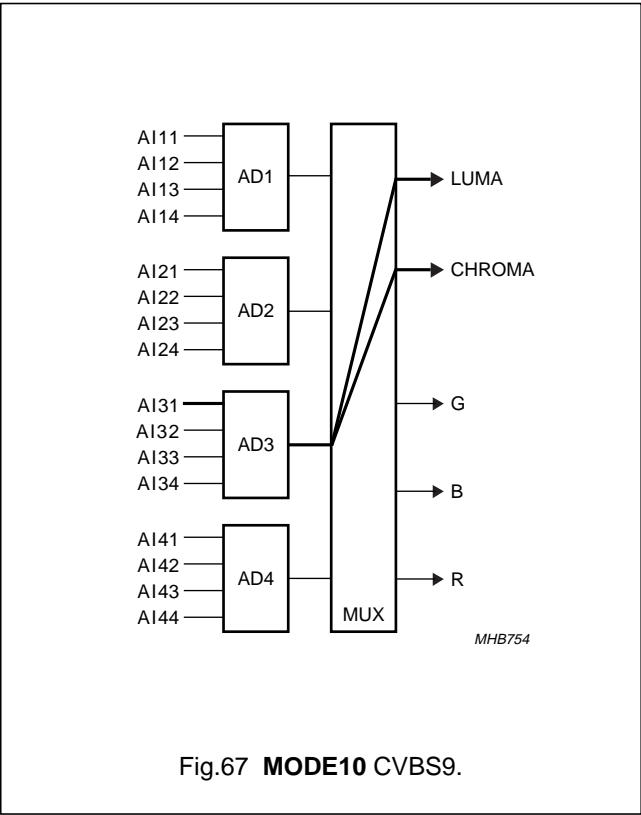 AI11
AI12
AI13
AI14
AD1
AI21
AI22
AI23
AI24
AD2
AI31
AI32
AI33
AI34
AD3
AI41
AI42
AI43
AI44
AD4
MUX
LUMA
CHROMA
G
B
R
MHB754
Fig.67 MODE10 CVBS9.